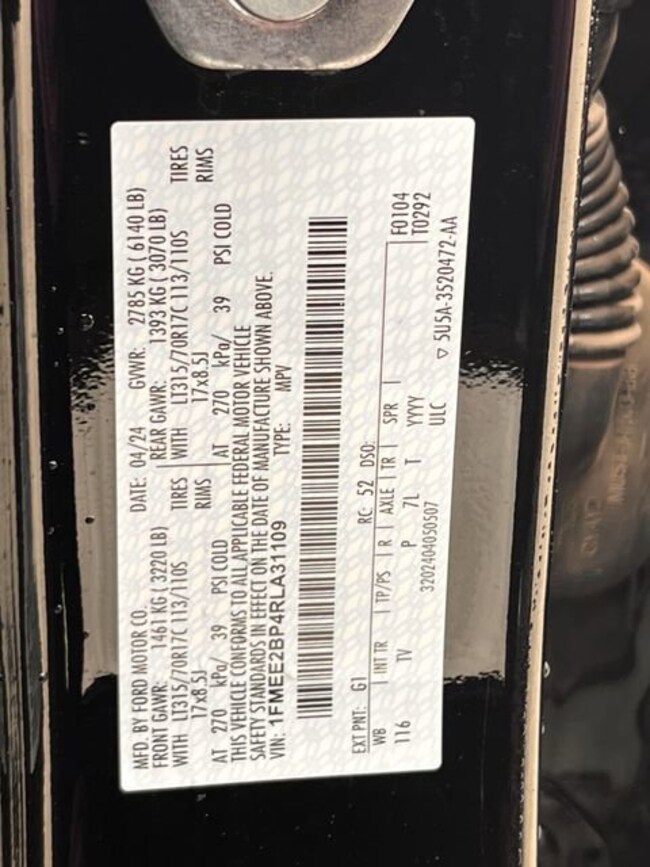 MFD. BY FORD MOTOR CO.
DATE: 04/24 GVWR: 2785 KG ( 6140 LB)
FRONT GAWR: 1461 KG ( 3220 LB) REAR GAWR: 1393 KG ( 3070 LB)
WITH LT315/70R17C 113/110S TIRES WITH LT315/70R17C 113/110S TIRES
17x8.5J RIMS 17x8.5J RIMS
AT 270 kPa/ 39 PSI COLD AT 270 kPa/ 39 PSI COLD
THIS VEHICLE CONFORMS TO ALL APPLICABLE FEDERAL MOTOR VEHICLE
SAFETY STANDARDS IN EFFECT ON THE DATE OF MANUFACTURE SHOWN ABOVE.
VIN: 1FMEE2BP4RLA31109 TYPE: MPV
EXT PNT: G1 RC: 52 DSO: F0104
WB INT TR TP/PS R AXLE TR SPR T0292
116 TV P 7L T YYYY
3202404050507 ULC ▽ 5U5A-3520472-AA